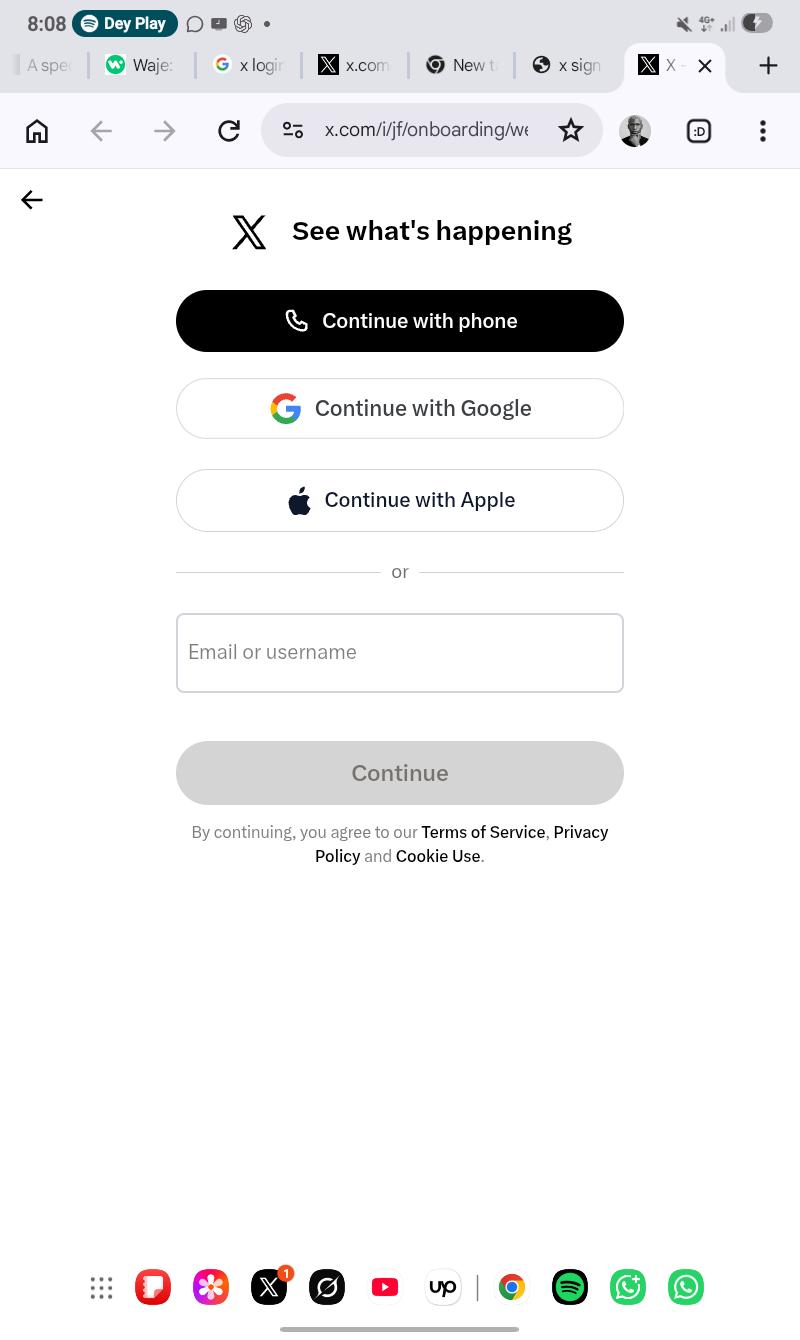 8:08 Dey Play 4G+
A spec Waje: x login x.com New ta x sign X -
x.com/i/jf/onboarding/we :D
See what's happening
Continue with phone
Continue with Google
Continue with Apple
or
Email or username
Continue
By continuing, you agree to our Terms of Service, Privacy
Policy and Cookie Use.
1
up